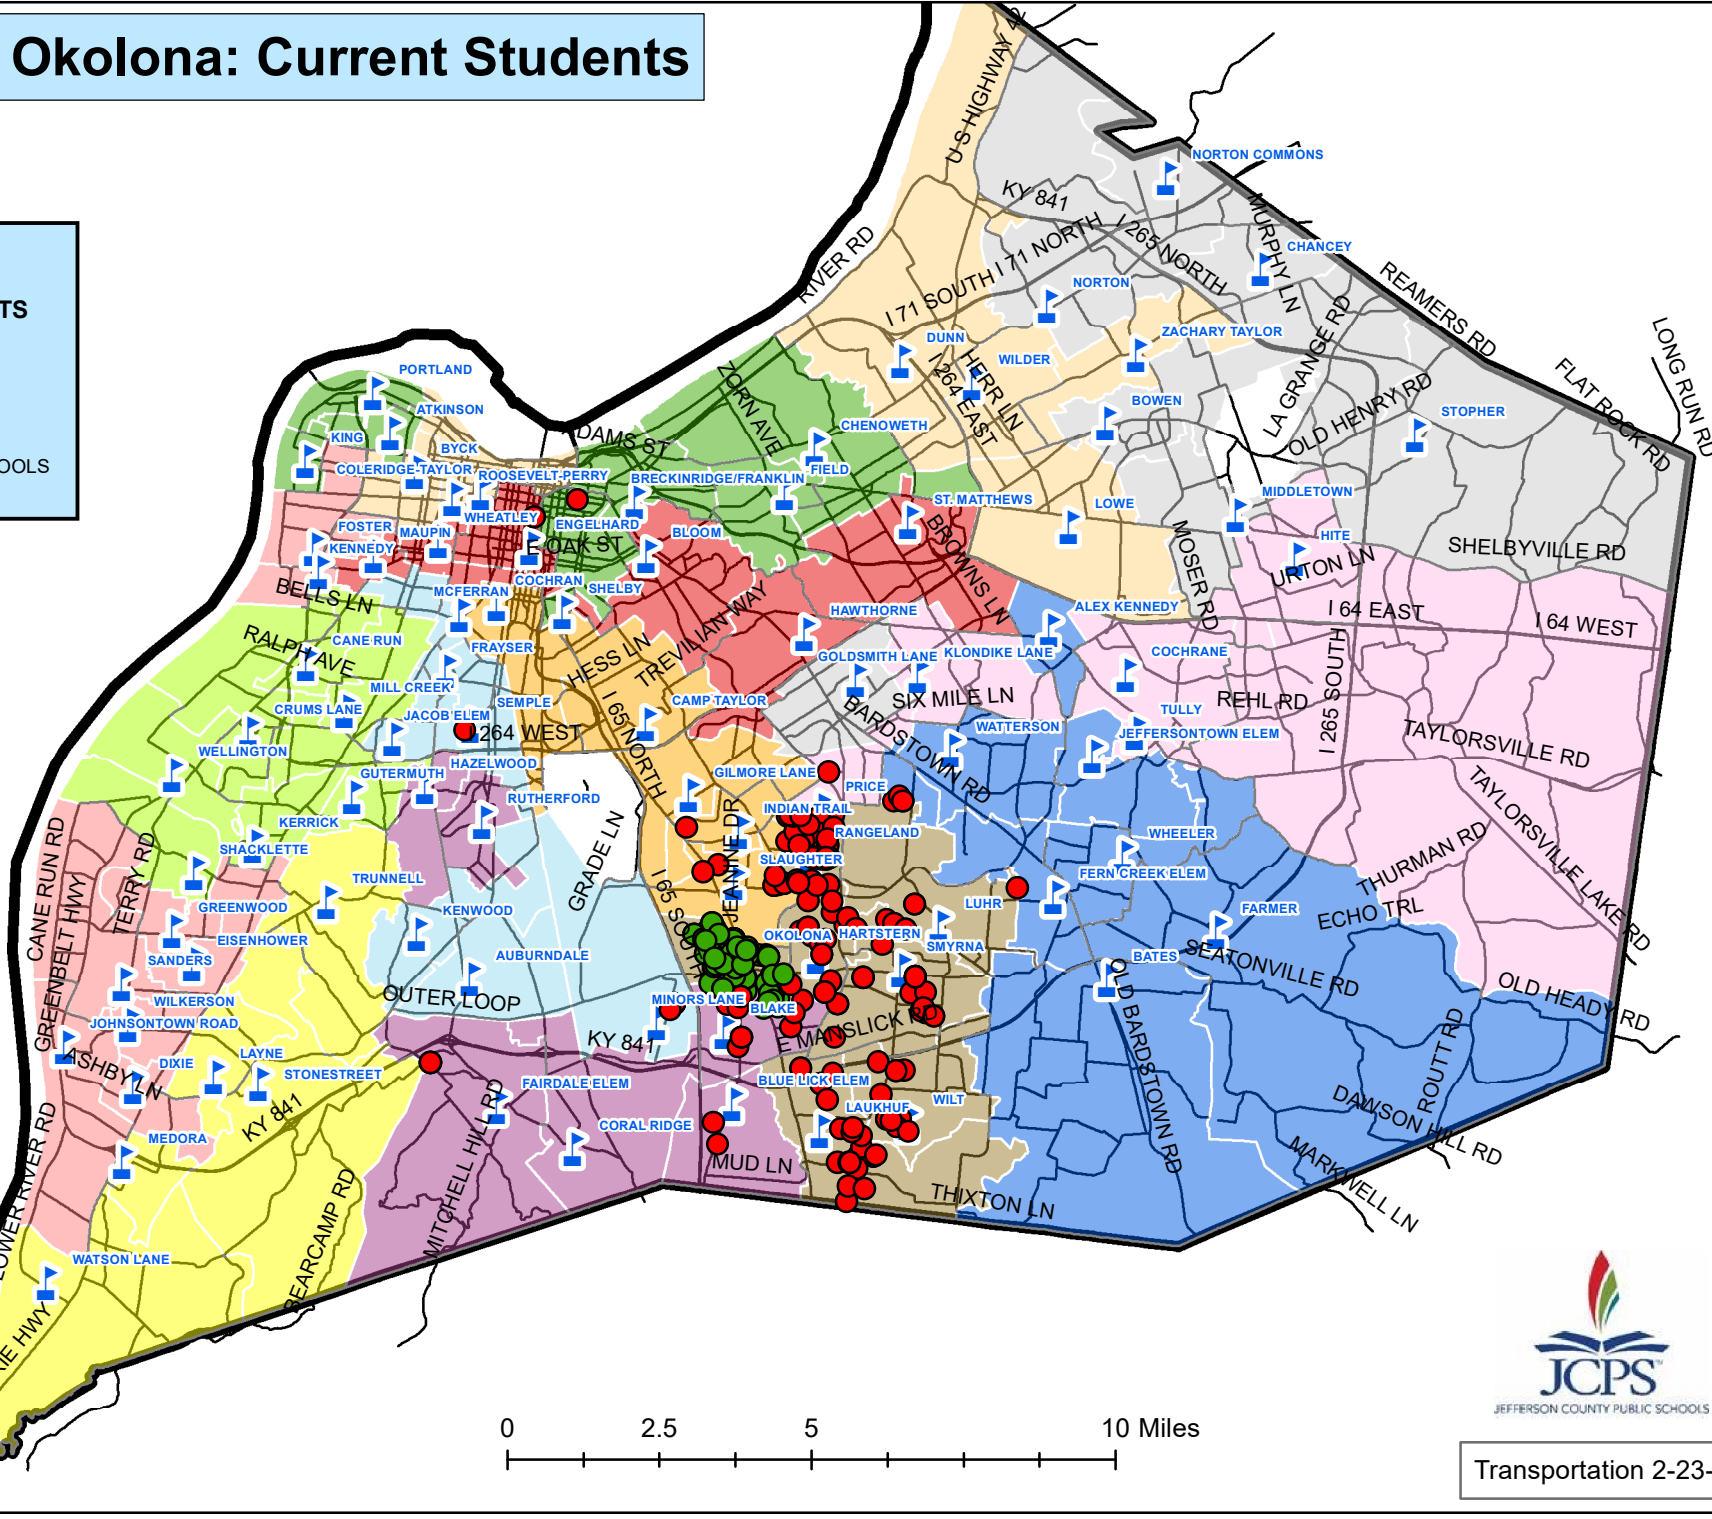 Okolona: Current Students
TS
OOLS
U S HIGHWAY 42
NORTON COMMONS
KY 841
MURPHY LN
CHANCEY
I 265 NORTH
I 71 NORTH
RIVER RD
REAMERS RD
NORTON
I 71 SOUTH
LA GRANGE RD
LONG RUN RD
ZACHARY TAYLOR
DUNN
WILDER
HERR LN
I 264 EAST
FLAT ROCK RD
PORTLAND
ZORN AVE
BOWEN
OLD HENRY RD
STOPHER
ATKINSON
KING
BYCK
DAMS ST
CHENOWETH
COLERIDGE-TAYLOR
ROOSEVELT-PERRY
BRECKINRIDGE/FRANKLIN
FIELD
MIDDLETOWN
ST. MATTHEWS
LOWE
FOSTER
MAUPIN
WHEATLEY
ENGELHARD
BLOOM
BROWNS LN
MOSER RD
HITE
SHELBYVILLE RD
KENNEDY
E OAK ST
URTON LN
BELLS LN
MCFERRAN
COCHRAN
SHELBY
HAWTHORNE
ALEX KENNEDY
I 64 EAST
I 64 WEST
RALPH AVE
CANE RUN
FRAYSER
HESS LN
TREVILIAN WAY
GOLDSMITH LANE
KLONDIKE LANE
COCHRANE
MILL CREEK
SEMPLE
CAMP TAYLOR
SIX MILE LN
REHL RD
I 265 SOUTH
CRUMS LANE
JACOB ELEM
I 65 NORTH
BARDSTOWN RD
WATTERSON
TULLY
JEFFERSONTOWN ELEM
TAYLORSVILLE RD
264 WEST
WELLINGTON
GUTERMUTH
HAZELWOOD
GILMORE LANE
PRICE
RUTHERFORD
INDIAN TRAIL
RANGELAND
TAYLORSVILLE LAKE RD
KERRICK
SHACKLETTE
GRADE LN
JEANINE DR
SLAUGHTER
WHEELER
THURMAN RD
CANE RUN RD
TERRY RD
TRUNNELL
FERN CREEK ELEM
GREENBELT HWY
GREENWOOD
KENWOOD
I 65 SOUTH
LUHR
FARMER
ECHO TRL
EISENHOWER
OKOLONA
HARTSTERN
SMYRNA
SANDERS
AUBURNDALE
BATES
SEATONVILLE RD
WILKERSON
OUTER LOOP
MINORS LANE
BLAKE
OLD HEADY RD
JOHNSONTOWN ROAD
KY 841
E MANSLICK RD
OLD BARDSTOWN RD
ROUTT RD
ASHBY LN
DIXIE
LAYNE
STONESTREET
FAIRDALE ELEM
BLUE LICK ELEM
LAUKHUF
WILT
DAWSON HILL RD
KY 841
MEDORA
MITCHELL HILL RD
CORAL RIDGE
MUD LN
MARKWELL LN
LOWER RIVER RD
BEARCAMP RD
THIXTON LN
WATSON LANE
IE HWY
JCPS
JEFFERSON COUNTY PUBLIC SCHOOLS
0 2.5 5 10 Miles
Transportation 2-23-